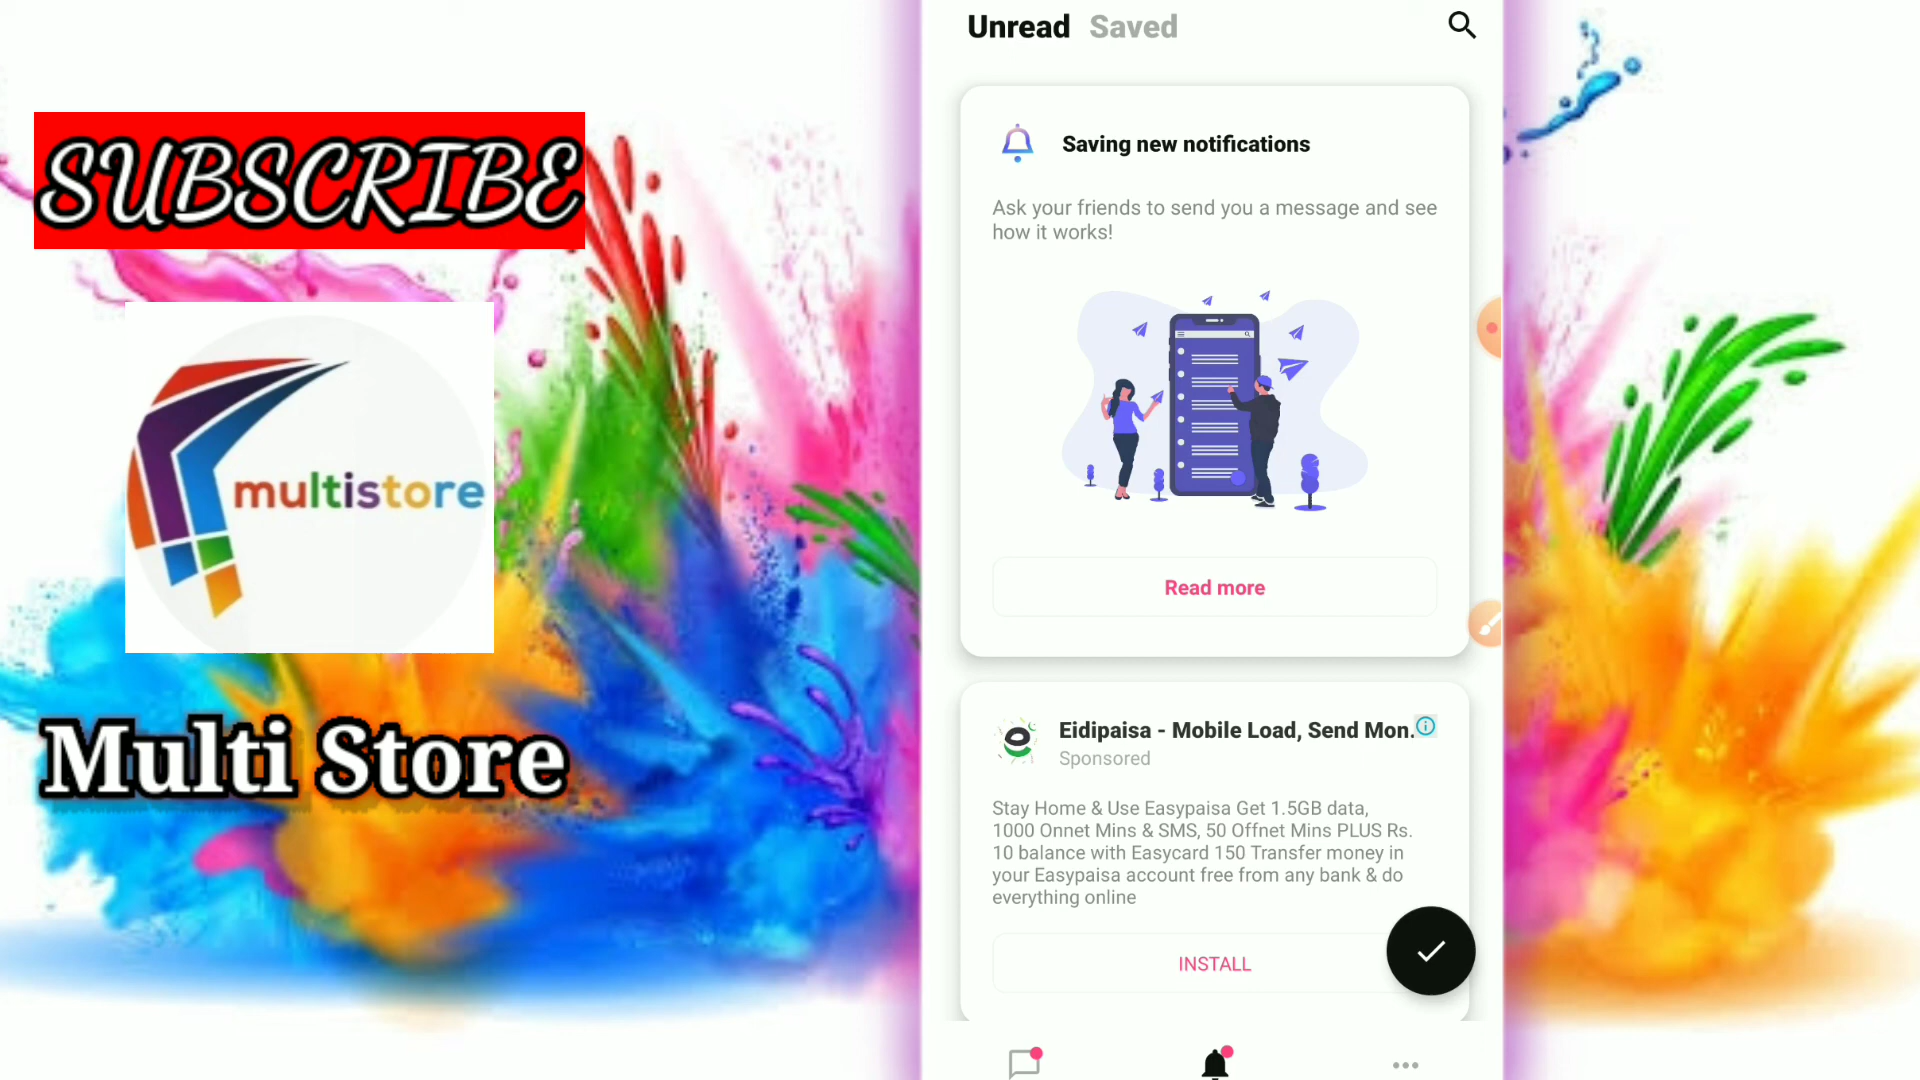 SUBSCRIBE
multistore
Multi Store
Unread Saved
Saving new notifications
Ask your friends to send you a message and see
how it works!
Read more
Eidipaisa - Mobile Load, Send Mon.
Sponsored
Stay Home & Use Easypaisa Get 1.5GB data,
1000 Onnet Mins & SMS, 50 Offnet Mins PLUS Rs.
10 balance with Easycard 150 Transfer money in
your Easypaisa account free from any bank & do
everything online
INSTALL